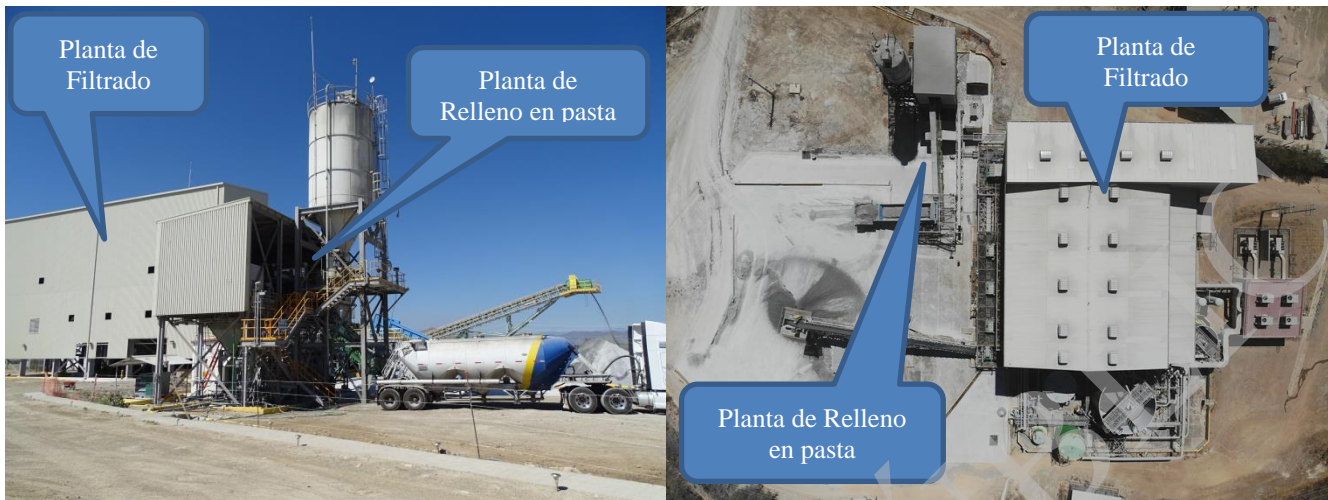 Planta de
Filtrado
Planta de
Relleno en pasta
Planta de
Filtrado
Planta de Relleno
en pasta